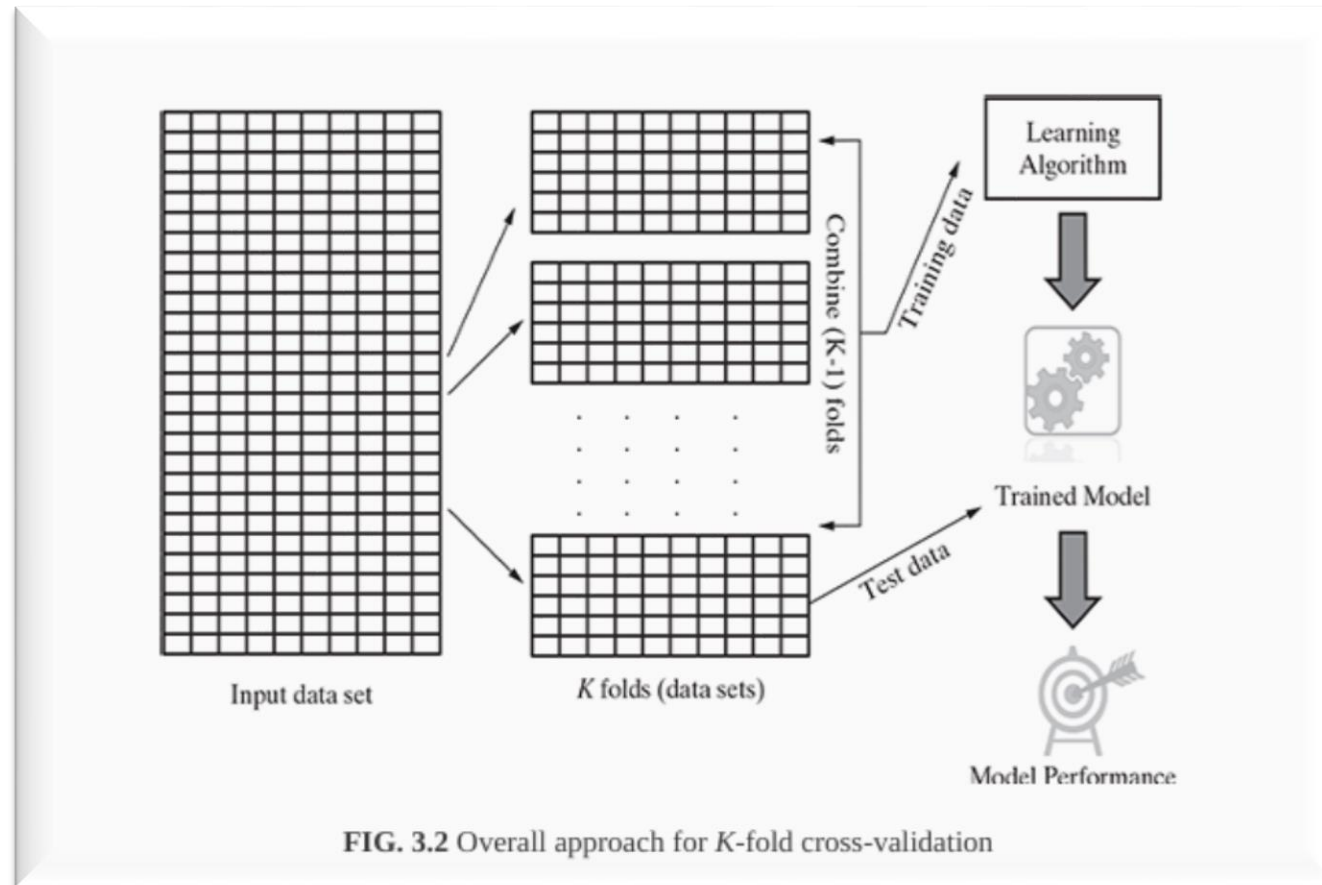 Learning
Algorithm
Training data
Combine (K-1) folds
Trained Model
Test data
Input data set
K folds (data sets)
Model Performance
FIG. 3.2 Overall approach for K-fold cross-validation